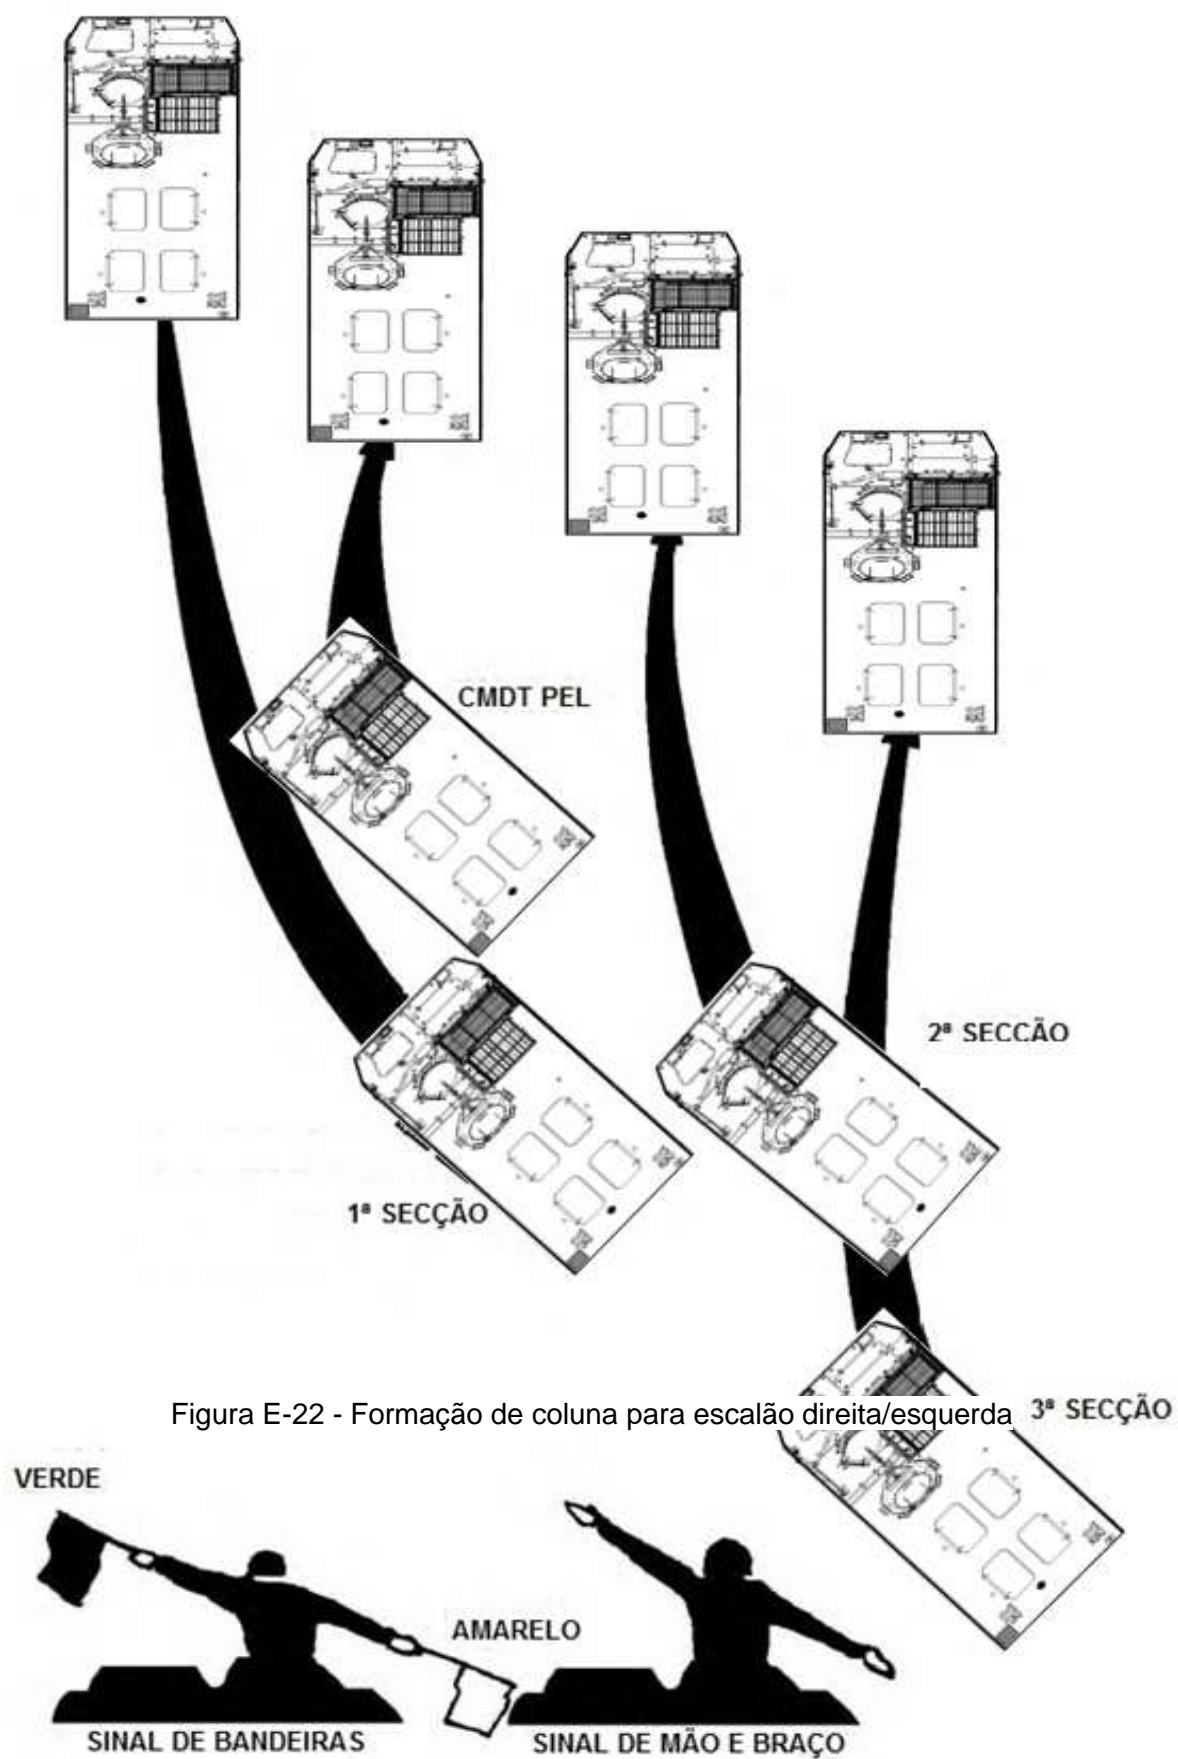 CMDT PEL
2ª SECCÃO
1ª SECÇÃO
Figura E-22 - Formação de coluna para escalão direita/esquerda
3ª SECÇÃO
VERDE
AMARELO
SINAL DE BANDEIRAS
SINAL DE MÃO E BRAÇO